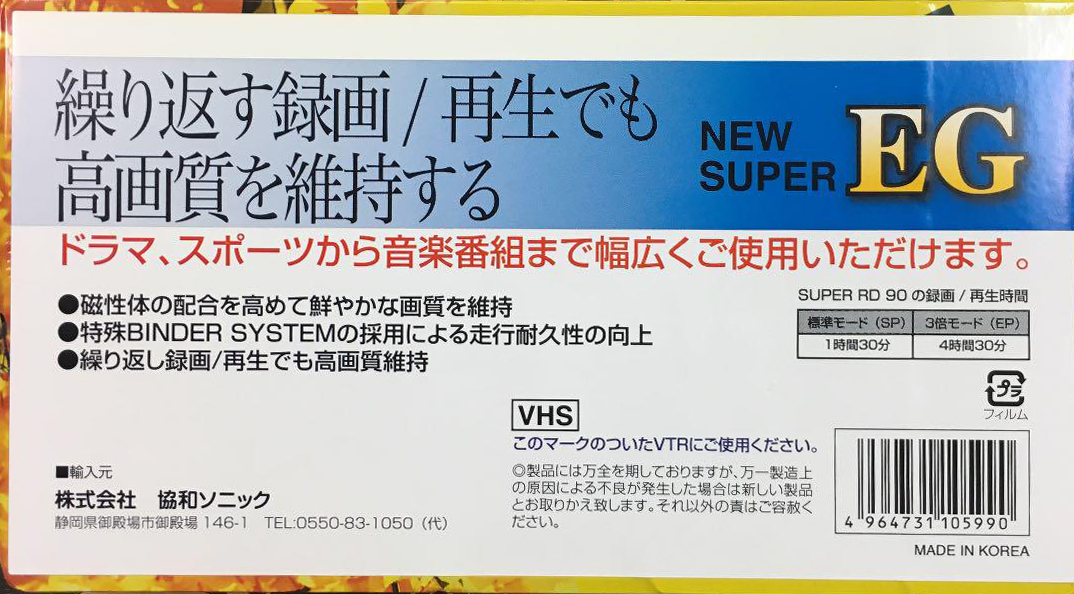 繰り返す録画/再生でも
高画質を維持する
NEW
SUPER EG
ドラマ、スポーツから音楽番組まで幅広くご使用いただけます。
●磁性体の配合を高めて鮮やかな画質を維持
●特殊BINDER SYSTEMの採用による走行耐久性の向上
●繰り返し録画/再生でも高画質維持
SUPER RD 90 の録画/再生時間
標準モード（SP） 3倍モード（EP）
1時間30分 4時間30分
プラ
フィルム
VHS
このマークのついたVTRにご使用ください。
◎製品には万全を期しておりますが、万一製造上
の原因による不良が発生した場合は新しい製品
とお取りかえ致します。それ以外の責はご容赦く
ださい。
■輸入元
株式会社 協和ソニック
静岡県御殿場市御殿場 146-1 TEL:0550-83-1050（代）
4 964731 105990
MADE IN KOREA